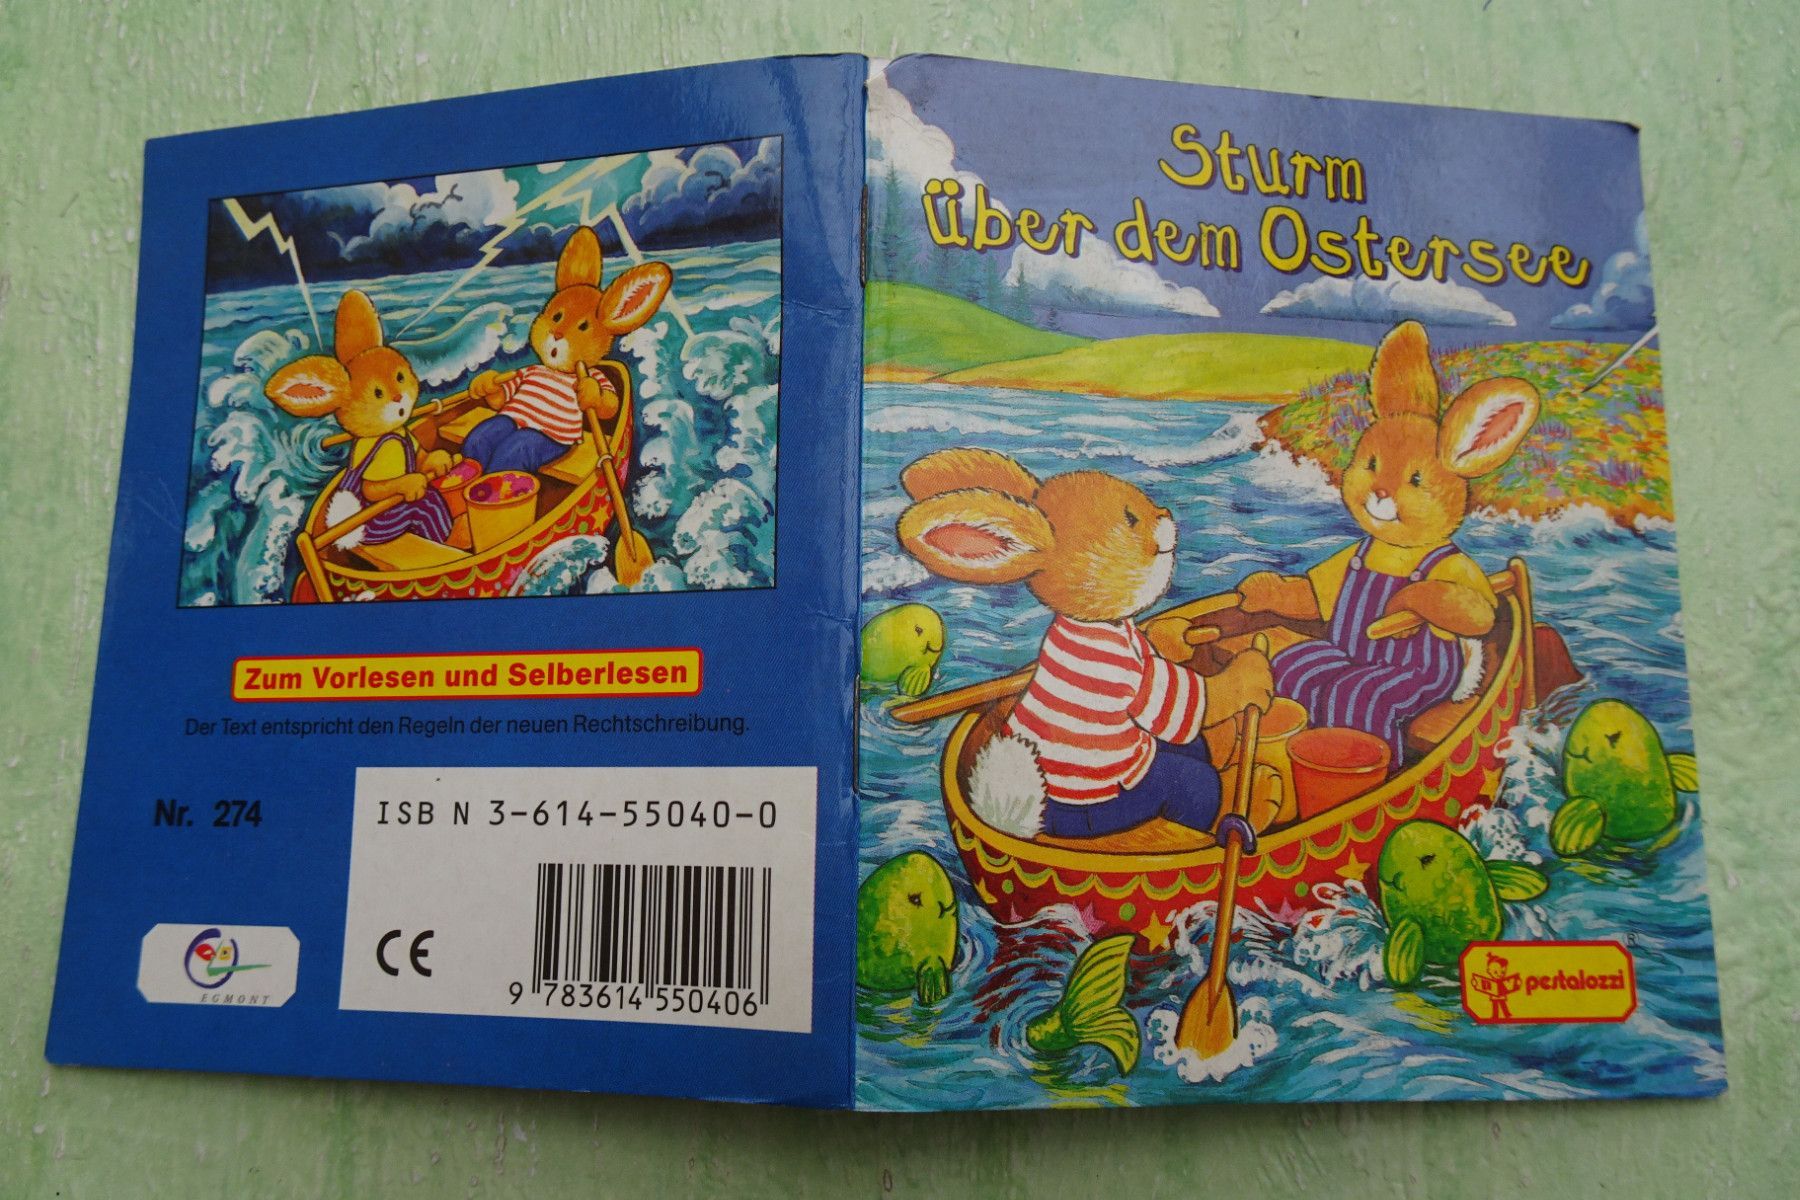 Zum Vorlesen und Selberlesen
Der Text entspricht den Regeln der neuen Rechtschreibung.
Nr. 274
ISBN 3-614-55040-0
CE
9 783614 550406
EGMONT
Sturm
über dem Ostersee
pestalozzi